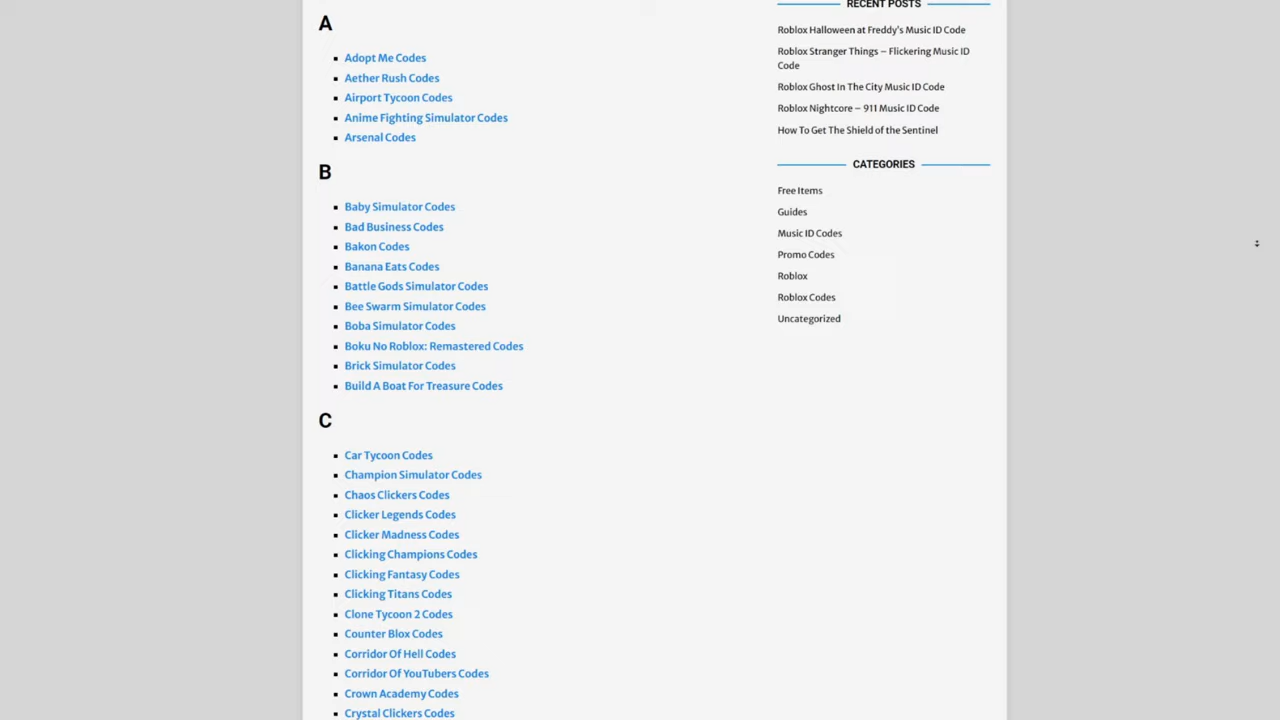 A
Adopt Me Codes
Aether Rush Codes
Airport Tycoon Codes
Anime Fighting Simulator Codes
Arsenal Codes
B
Baby Simulator Codes
Bad Business Codes
Bakon Codes
Banana Eats Codes
Battle Gods Simulator Codes
Bee Swarm Simulator Codes
Boba Simulator Codes
Boku No Roblox: Remastered Codes
Brick Simulator Codes
Build A Boat For Treasure Codes
C
Car Tycoon Codes
Champion Simulator Codes
Chaos Clickers Codes
Clicker Legends Codes
Clicker Madness Codes
Clicking Champions Codes
Clicking Fantasy Codes
Clicking Titans Codes
Clone Tycoon 2 Codes
Counter Blox Codes
Corridor Of Hell Codes
Corridor Of YouTubers Codes
Crown Academy Codes
Crystal Clickers Codes
RECENT POSTS
Roblox Halloween at Freddy's Music ID Code
Roblox Stranger Things – Flickering Music ID
Code
Roblox Ghost In The City Music ID Code
Roblox Nightcore – 911 Music ID Code
How To Get The Shield of the Sentinel
CATEGORIES
Free Items
Guides
Music ID Codes
Promo Codes
Roblox
Roblox Codes
Uncategorized